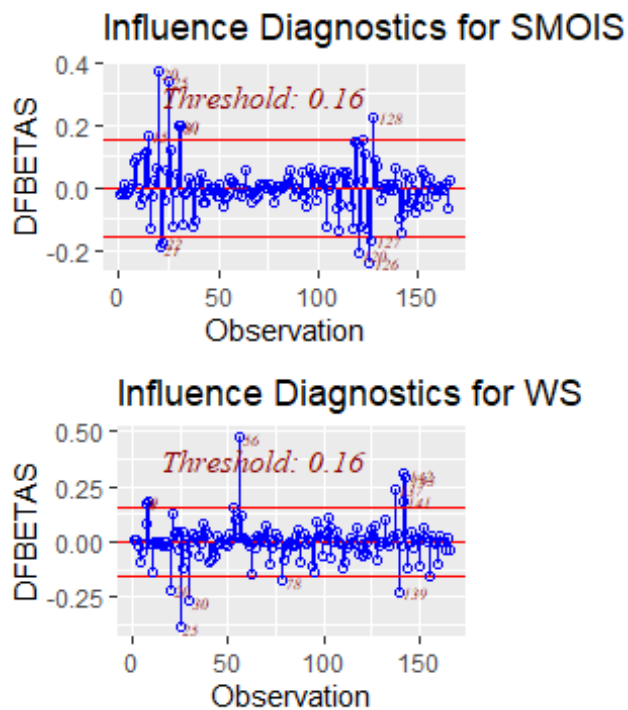 Influence Diagnostics for SMOIS
0.4
Threshold: 0.16
0.2
128
0.0
127
-0.2
126
0 50 100 150
Observation
DFBETAS
Influence Diagnostics for WS
0.50
56
Threshold: 0.16
0.25
141
0.00
78
30
139
-0.25
25
0 50 100 150
Observation
DFBETAS